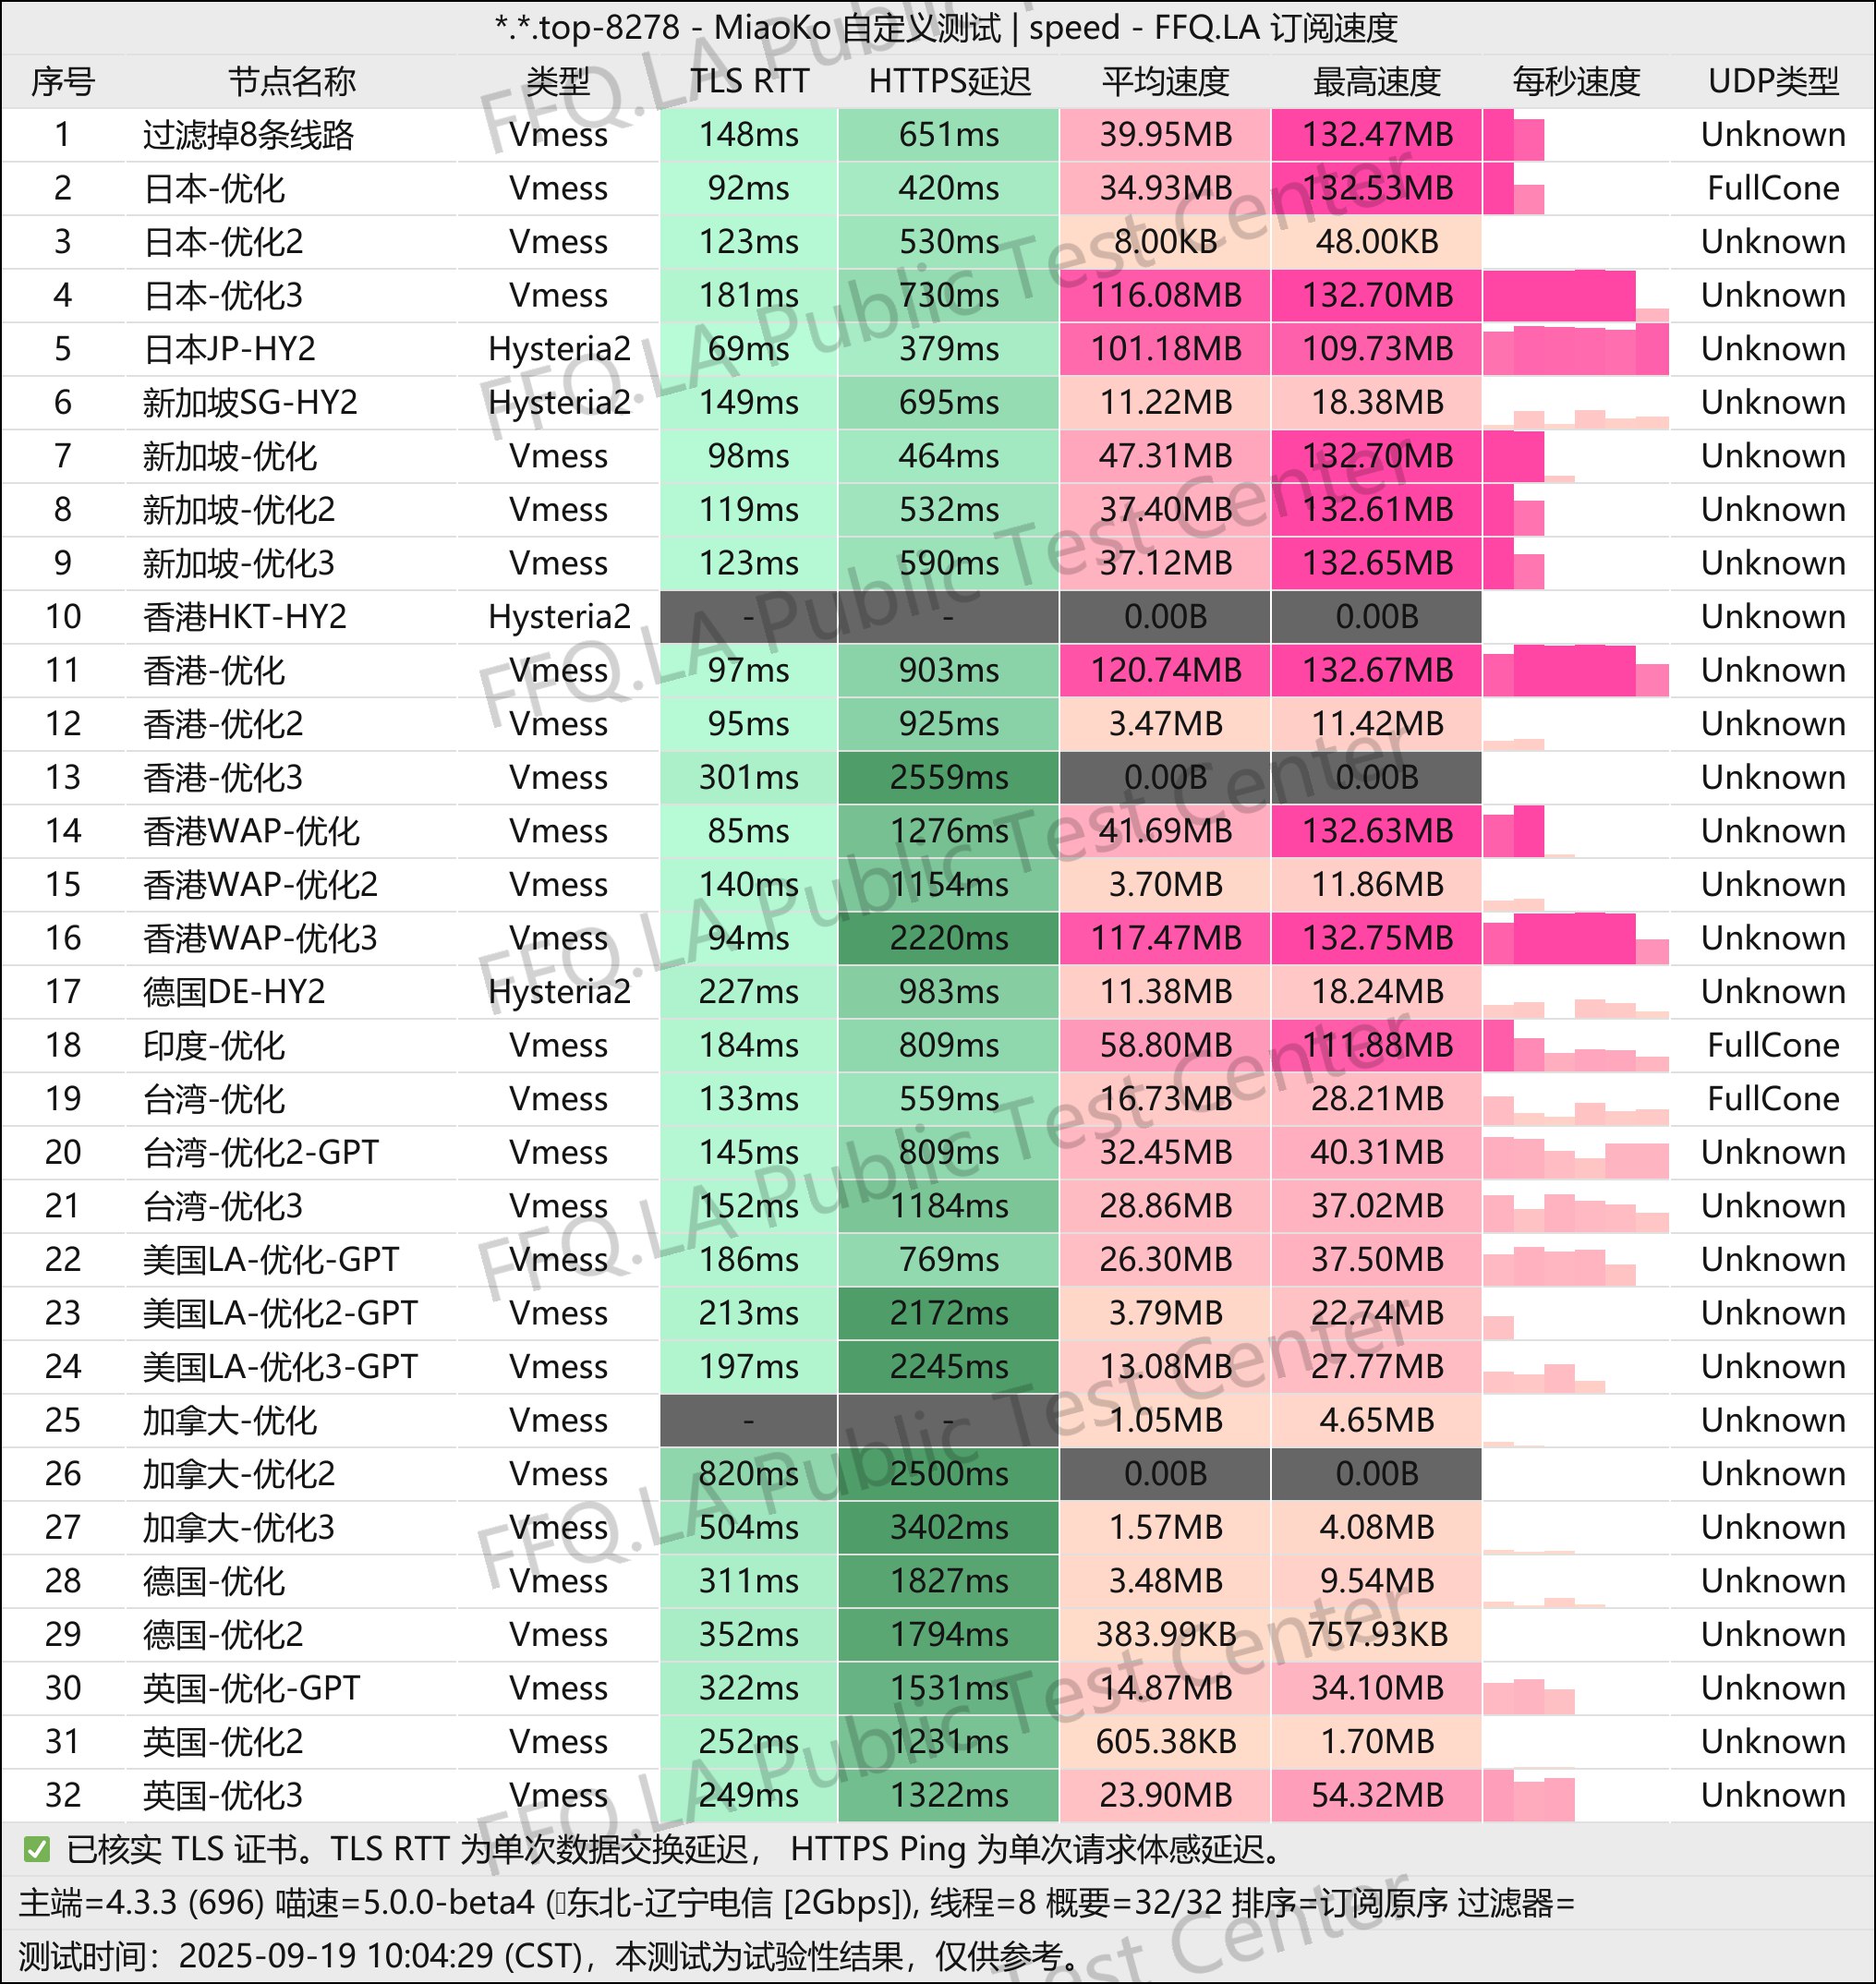 *.*.top-8278 - MiaoKo 自定义测试 | speed - FFQ.LA 订阅速度
序号 节点名称 类型 TLS RTT HTTPS延迟 平均速度 最高速度 每秒速度 UDP类型
1 过滤掉8条线路 Vmess 148ms 651ms 39.95MB 132.47MB Unknown
2 日本-优化 Vmess 92ms 420ms 34.93MB 132.53MB FullCone
3 日本-优化2 Vmess 123ms 530ms 8.00KB 48.00KB Unknown
4 日本-优化3 Vmess 181ms 730ms 116.08MB 132.70MB Unknown
5 日本JP-HY2 Hysteria2 69ms 379ms 101.18MB 109.73MB Unknown
6 新加坡SG-HY2 Hysteria2 149ms 695ms 11.22MB 18.38MB Unknown
7 新加坡-优化 Vmess 98ms 464ms 47.31MB 132.70MB Unknown
8 新加坡-优化2 Vmess 119ms 532ms 37.40MB 132.61MB Unknown
9 新加坡-优化3 Vmess 123ms 590ms 37.12MB 132.65MB Unknown
10 香港HKT-HY2 Hysteria2 - - 0.00B 0.00B Unknown
11 香港-优化 Vmess 97ms 903ms 120.74MB 132.67MB Unknown
12 香港-优化2 Vmess 95ms 925ms 3.47MB 11.42MB Unknown
13 香港-优化3 Vmess 301ms 2559ms 0.00B 0.00B Unknown
14 香港WAP-优化 Vmess 85ms 1276ms 41.69MB 132.63MB Unknown
15 香港WAP-优化2 Vmess 140ms 1154ms 3.70MB 11.86MB Unknown
16 香港WAP-优化3 Vmess 94ms 2220ms 117.47MB 132.75MB Unknown
17 德国DE-HY2 Hysteria2 227ms 983ms 11.38MB 18.24MB Unknown
18 印度-优化 Vmess 184ms 809ms 58.80MB 111.88MB FullCone
19 台湾-优化 Vmess 133ms 559ms 16.73MB 28.21MB FullCone
20 台湾-优化2-GPT Vmess 145ms 809ms 32.45MB 40.31MB Unknown
21 台湾-优化3 Vmess 152ms 1184ms 28.86MB 37.02MB Unknown
22 美国LA-优化-GPT Vmess 186ms 769ms 26.30MB 37.50MB Unknown
23 美国LA-优化2-GPT Vmess 213ms 2172ms 3.79MB 22.74MB Unknown
24 美国LA-优化3-GPT Vmess 197ms 2245ms 13.08MB 27.77MB Unknown
25 加拿大-优化 Vmess - - 1.05MB 4.65MB Unknown
26 加拿大-优化2 Vmess 820ms 2500ms 0.00B 0.00B Unknown
27 加拿大-优化3 Vmess 504ms 3402ms 1.57MB 4.08MB Unknown
28 德国-优化 Vmess 311ms 1827ms 3.48MB 9.54MB Unknown
29 德国-优化2 Vmess 352ms 1794ms 383.99KB 757.93KB Unknown
30 英国-优化-GPT Vmess 322ms 1531ms 14.87MB 34.10MB Unknown
31 英国-优化2 Vmess 252ms 1231ms 605.38KB 1.70MB Unknown
32 英国-优化3 Vmess 249ms 1322ms 23.90MB 54.32MB Unknown
✅ 已核实 TLS 证书。TLS RTT 为单次数据交换延迟， HTTPS Ping 为单次请求体感延迟。
主端=4.3.3 (696) 喵速=5.0.0-beta4 (▯东北-辽宁电信 [2Gbps]), 线程=8 概要=32/32 排序=订阅原序 过滤器=
测试时间：2025-09-19 10:04:29 (CST)，本测试为试验性结果，仅供参考。
FFQ.LA Public Test Center
FFQ.LA Public Test Center
FFQ.LA Public Test Center
FFQ.LA Public Test Center
FFQ.LA Public Test Center
FFQ.LA Public Test Center
FFQ.LA Public Test Center